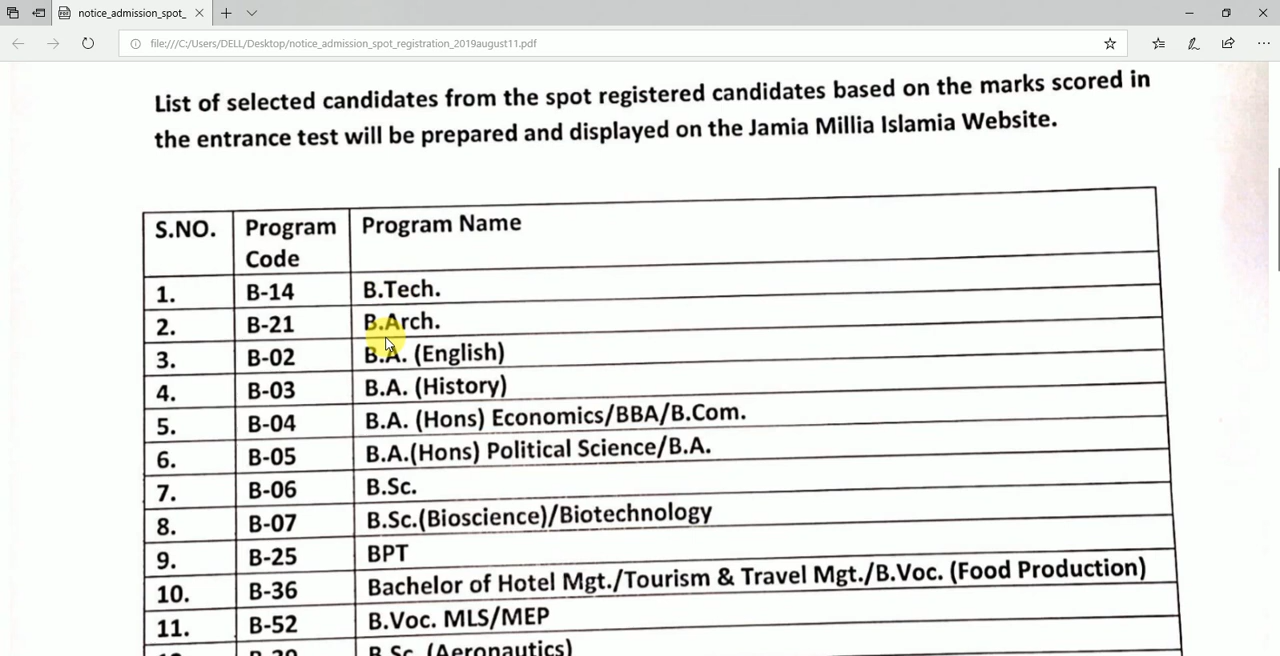 notice_admission_spot_
file:///C:/Users/DELL/Desktop/notice_admission_spot_registration_2019august11.pdf
List of selected candidates from the spot registered candidates based on the marks scored in
the entrance test will be prepared and displayed on the Jamia Millia Islamia Website.
S.NO. Program Code Program Name
1. B-14 B.Tech.
2. B-21 B.Arch.
3. B-02 B.A. (English)
4. B-03 B.A. (History)
5. B-04 B.A. (Hons) Economics/BBA/B.Com.
6. B-05 B.A.(Hons) Political Science/B.A.
7. B-06 B.Sc.
8. B-07 B.Sc.(Bioscience)/Biotechnology
9. B-25 BPT
10. B-36 Bachelor of Hotel Mgt./Tourism & Travel Mgt./B.Voc. (Food Production)
11. B-52 B.Voc. MLS/MEP
B.Sc. (Aeronautics)